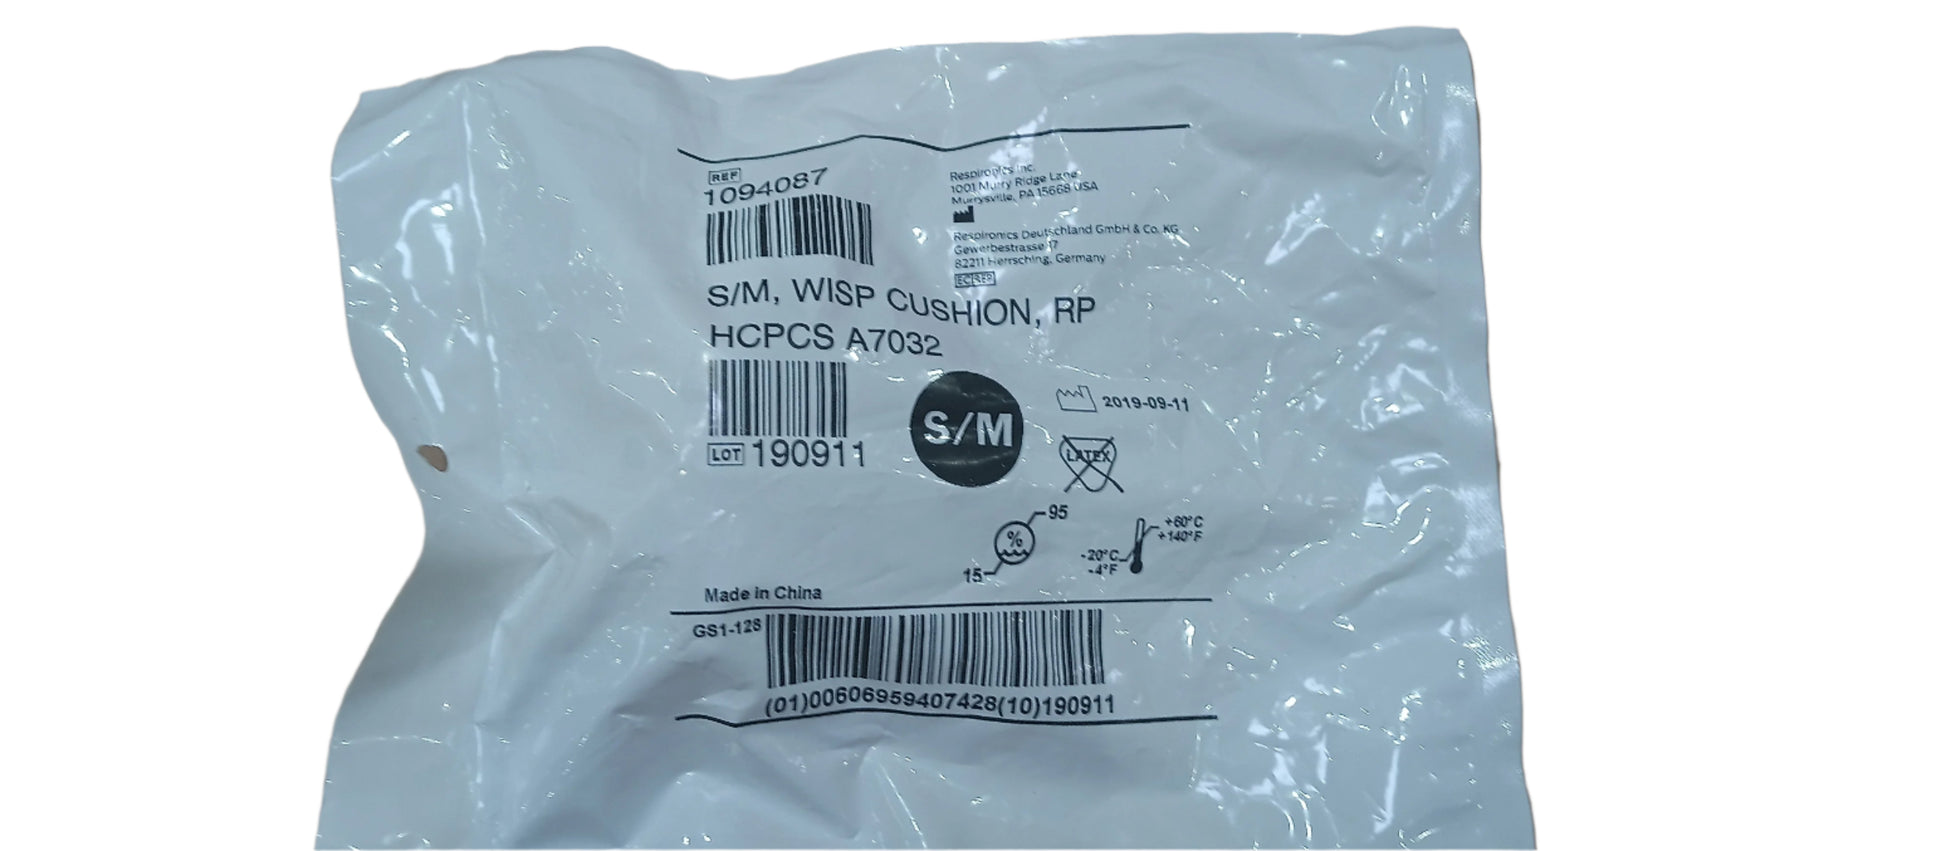 REF
1094087
Respironics Inc.
1001 Murry Ridge Lane
Murrysville, PA 15668 USA
Respironics Deutschland GmbH & Co. KG
Gewerbestrasse 17
82211 Herrsching, Germany
EC REP
S/M, WISP CUSHION, RP
HCPCS A7032
LOT 190911
S/M
2019-09-11
LATEX
95
%
15
+60°C
+140°F
-20°C
-4°F
Made in China
GS1-128
(01)00606959407428(10)190911